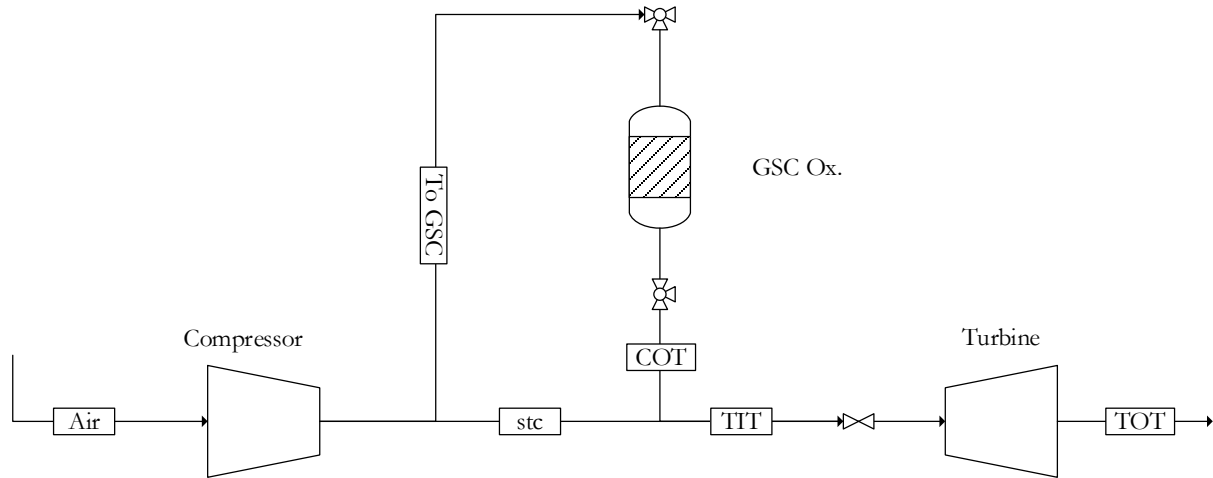 GSC Ox.
To GSC
Compressor
COT
Turbine
Air
stc
TIT
TOT